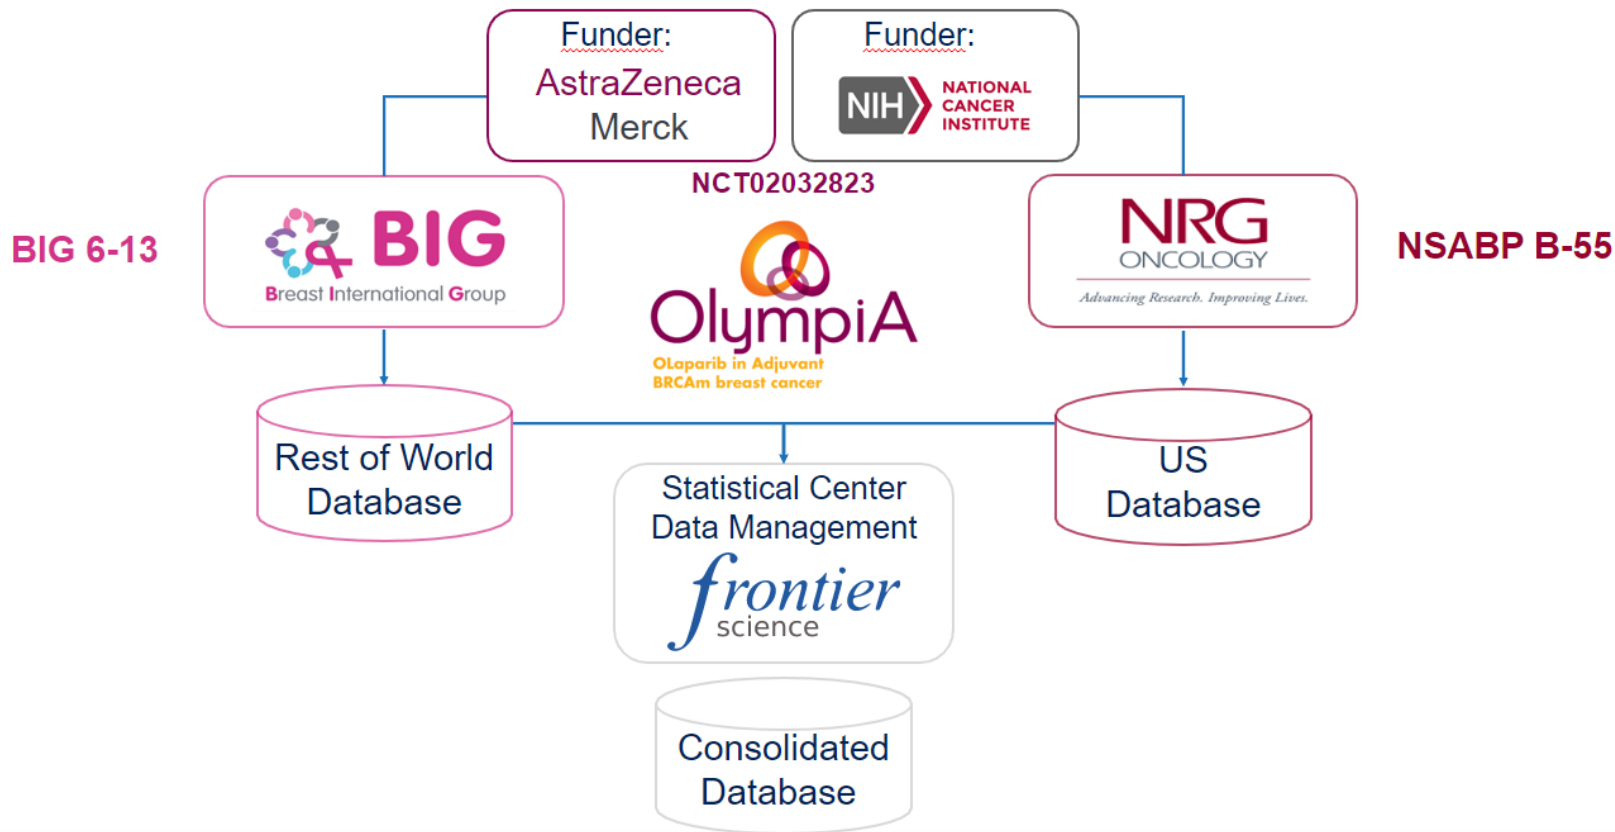 Funder:
AstraZeneca
Merck
Funder:
NIH
NATIONAL
CANCER
INSTITUTE
NCT02032823
BIG 6-13
BIG
Breast International Group
OlympiA
OLaparib in Adjuvant
BRCAm breast cancer
NRG
ONCOLOGY
Advancing Research. Improving Lives.
NSABP B-55
Rest of World
Database
Statistical Center
Data Management
frontier
science
US
Database
Consolidated
Database